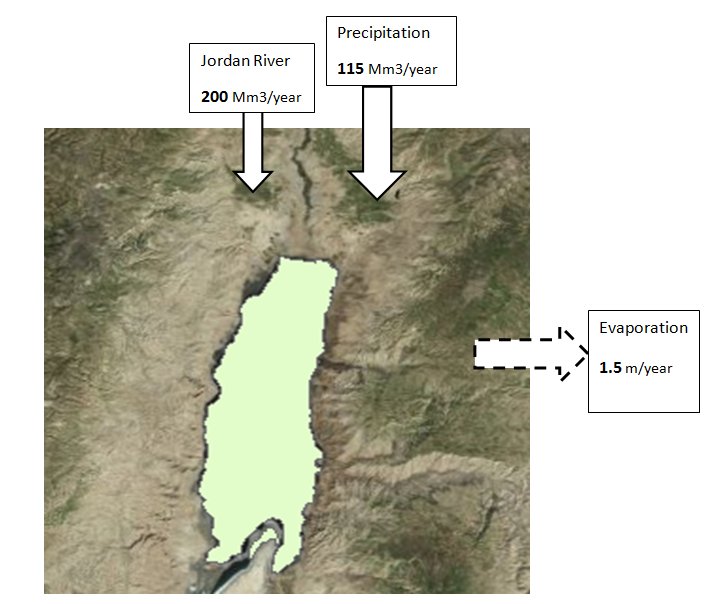 Jordan River
200 Mm3/year
Precipitation
115 Mm3/year
Evaporation
1.5 m/year